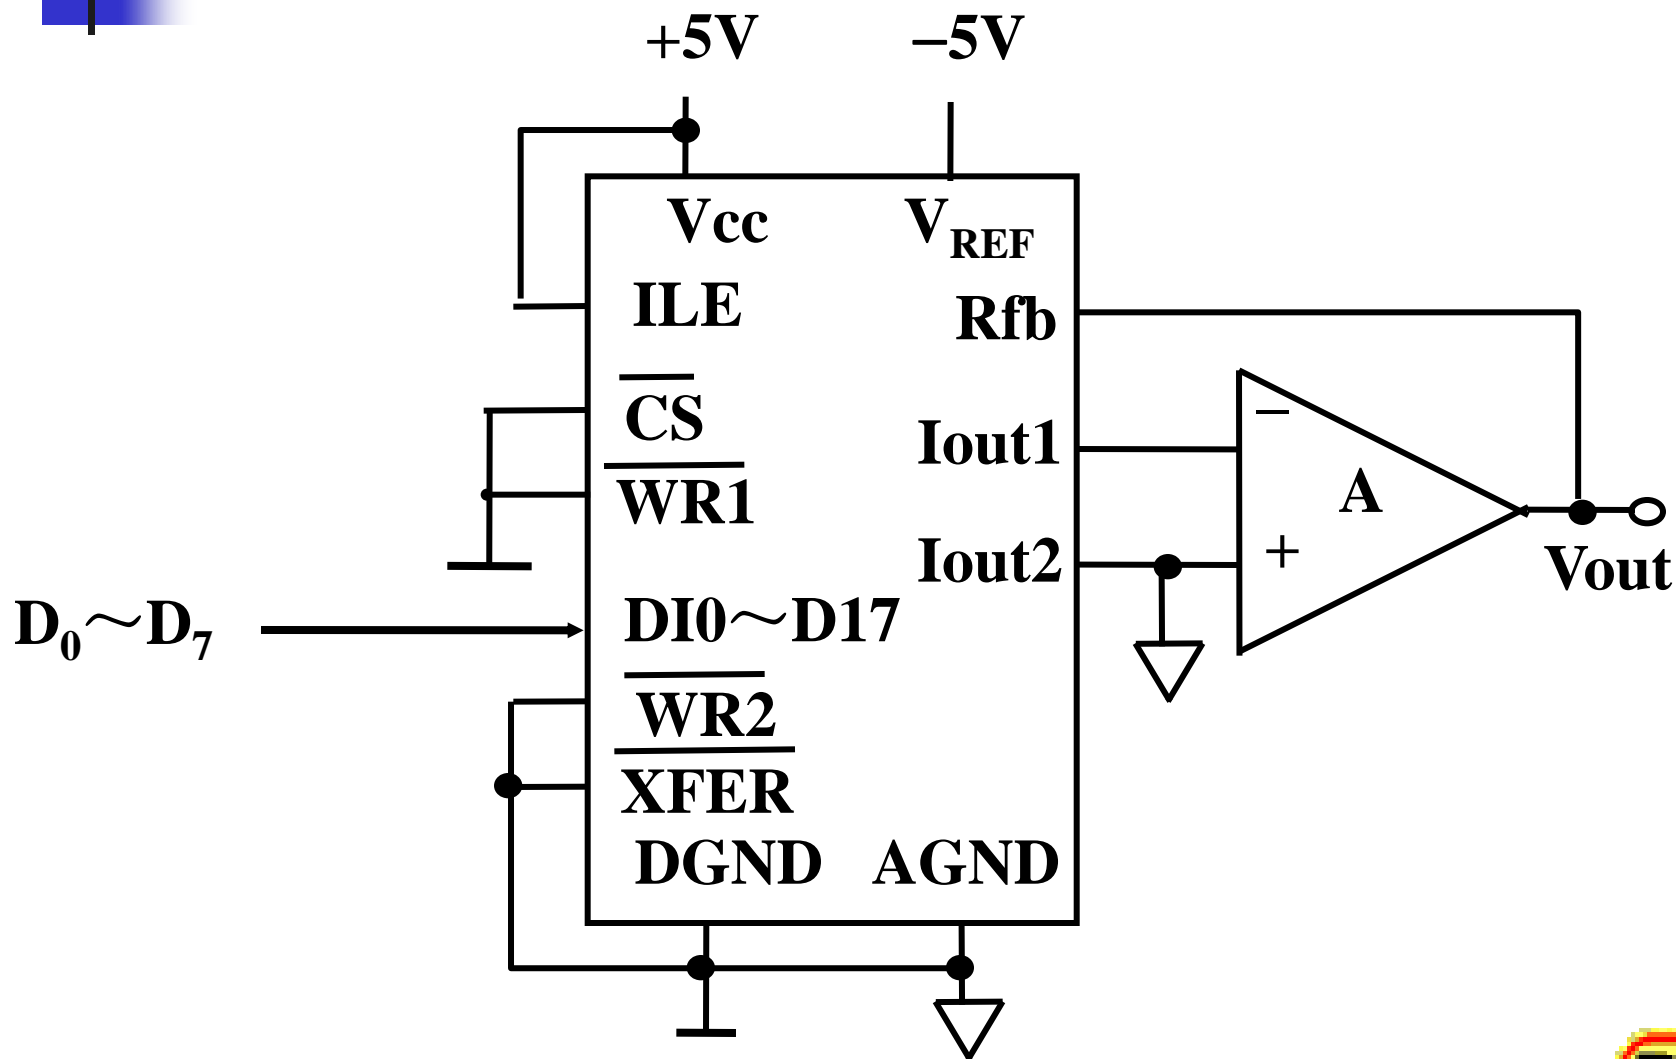 +5V
−5V
Vcc
VREF
ILE
Rfb
CS
Iout1
WR1
A
−
+
Iout2
Vout
D0～D7
DI0～D17
WR2
XFER
DGND
AGND